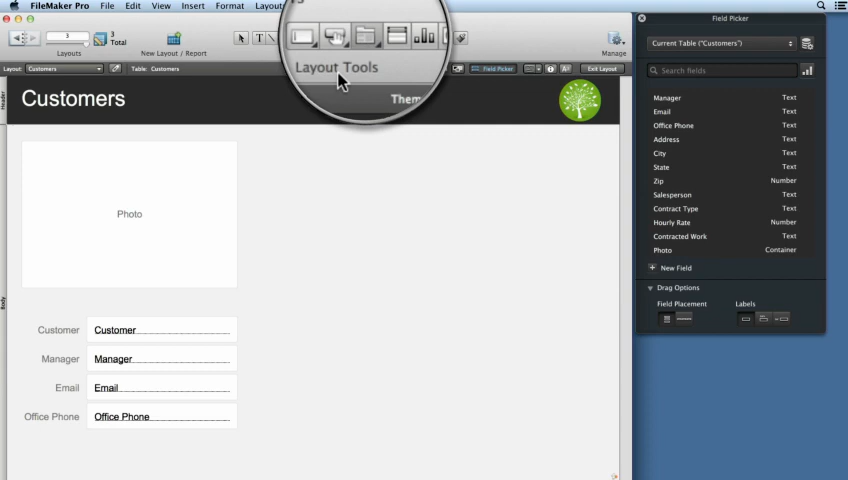 FileMaker Pro File Edit View Insert Format Layout
Field Picker
3
3
Total
Layouts
New Layout / Report
T
Layout Tools
Manage
Layout: Customers
Table: Customers
Them
Field Picker
Exit Layout
Header
Customers
Photo
Body
Customer Customer
Manager Manager
Email Email
Office Phone Office Phone
Current Table ("Customers")
Search fields
Manager Text
Email Text
Office Phone Text
Address Text
City Text
State Text
Zip Number
Salesperson Text
Contract Type Text
Hourly Rate Number
Contracted Work Text
Photo Container
New Field
Drag Options
Field Placement Labels